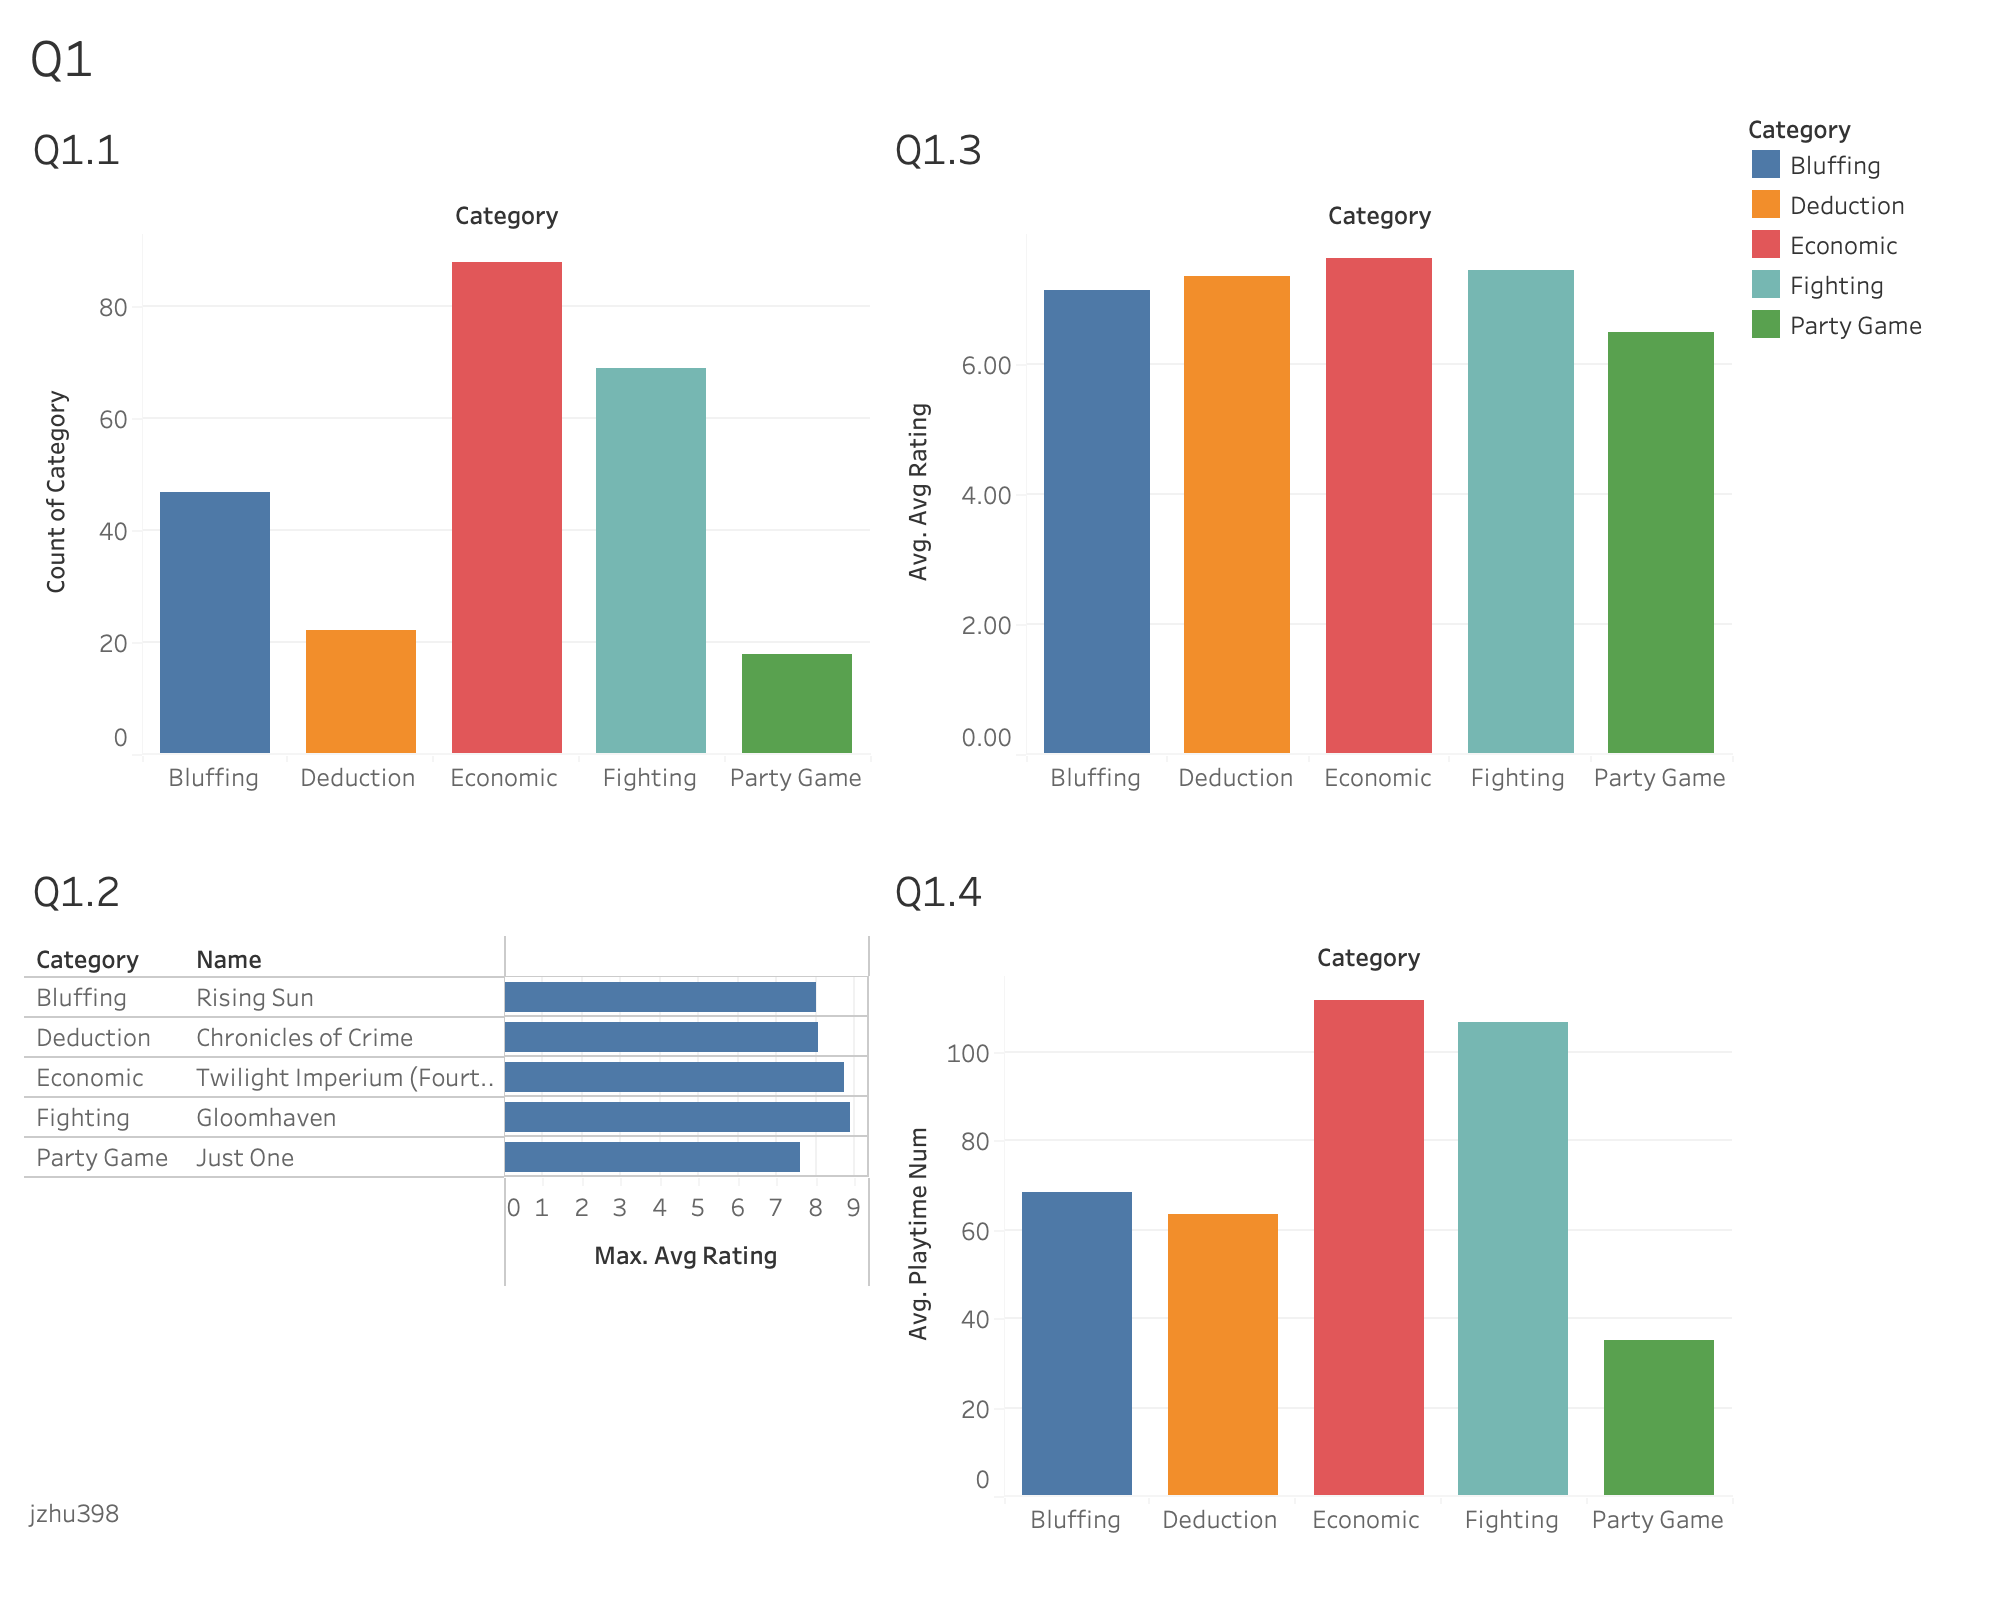 Q1
Q1.1
Category
80
60
40
20
0
Count of Category
Bluffing Deduction Economic Fighting Party Game
Q1.3
Category
6.00
4.00
2.00
0.00
Avg. Avg Rating
Bluffing Deduction Economic Fighting Party Game
Category
Bluffing
Deduction
Economic
Fighting
Party Game
Q1.2
Category Name
Bluffing Rising Sun
Deduction Chronicles of Crime
Economic Twilight Imperium (Fourt..
Fighting Gloomhaven
Party Game Just One
0 1 2 3 4 5 6 7 8 9
Max. Avg Rating
Q1.4
Category
100
80
60
40
20
0
Avg. Playtime Num
Bluffing Deduction Economic Fighting Party Game
jzhu398